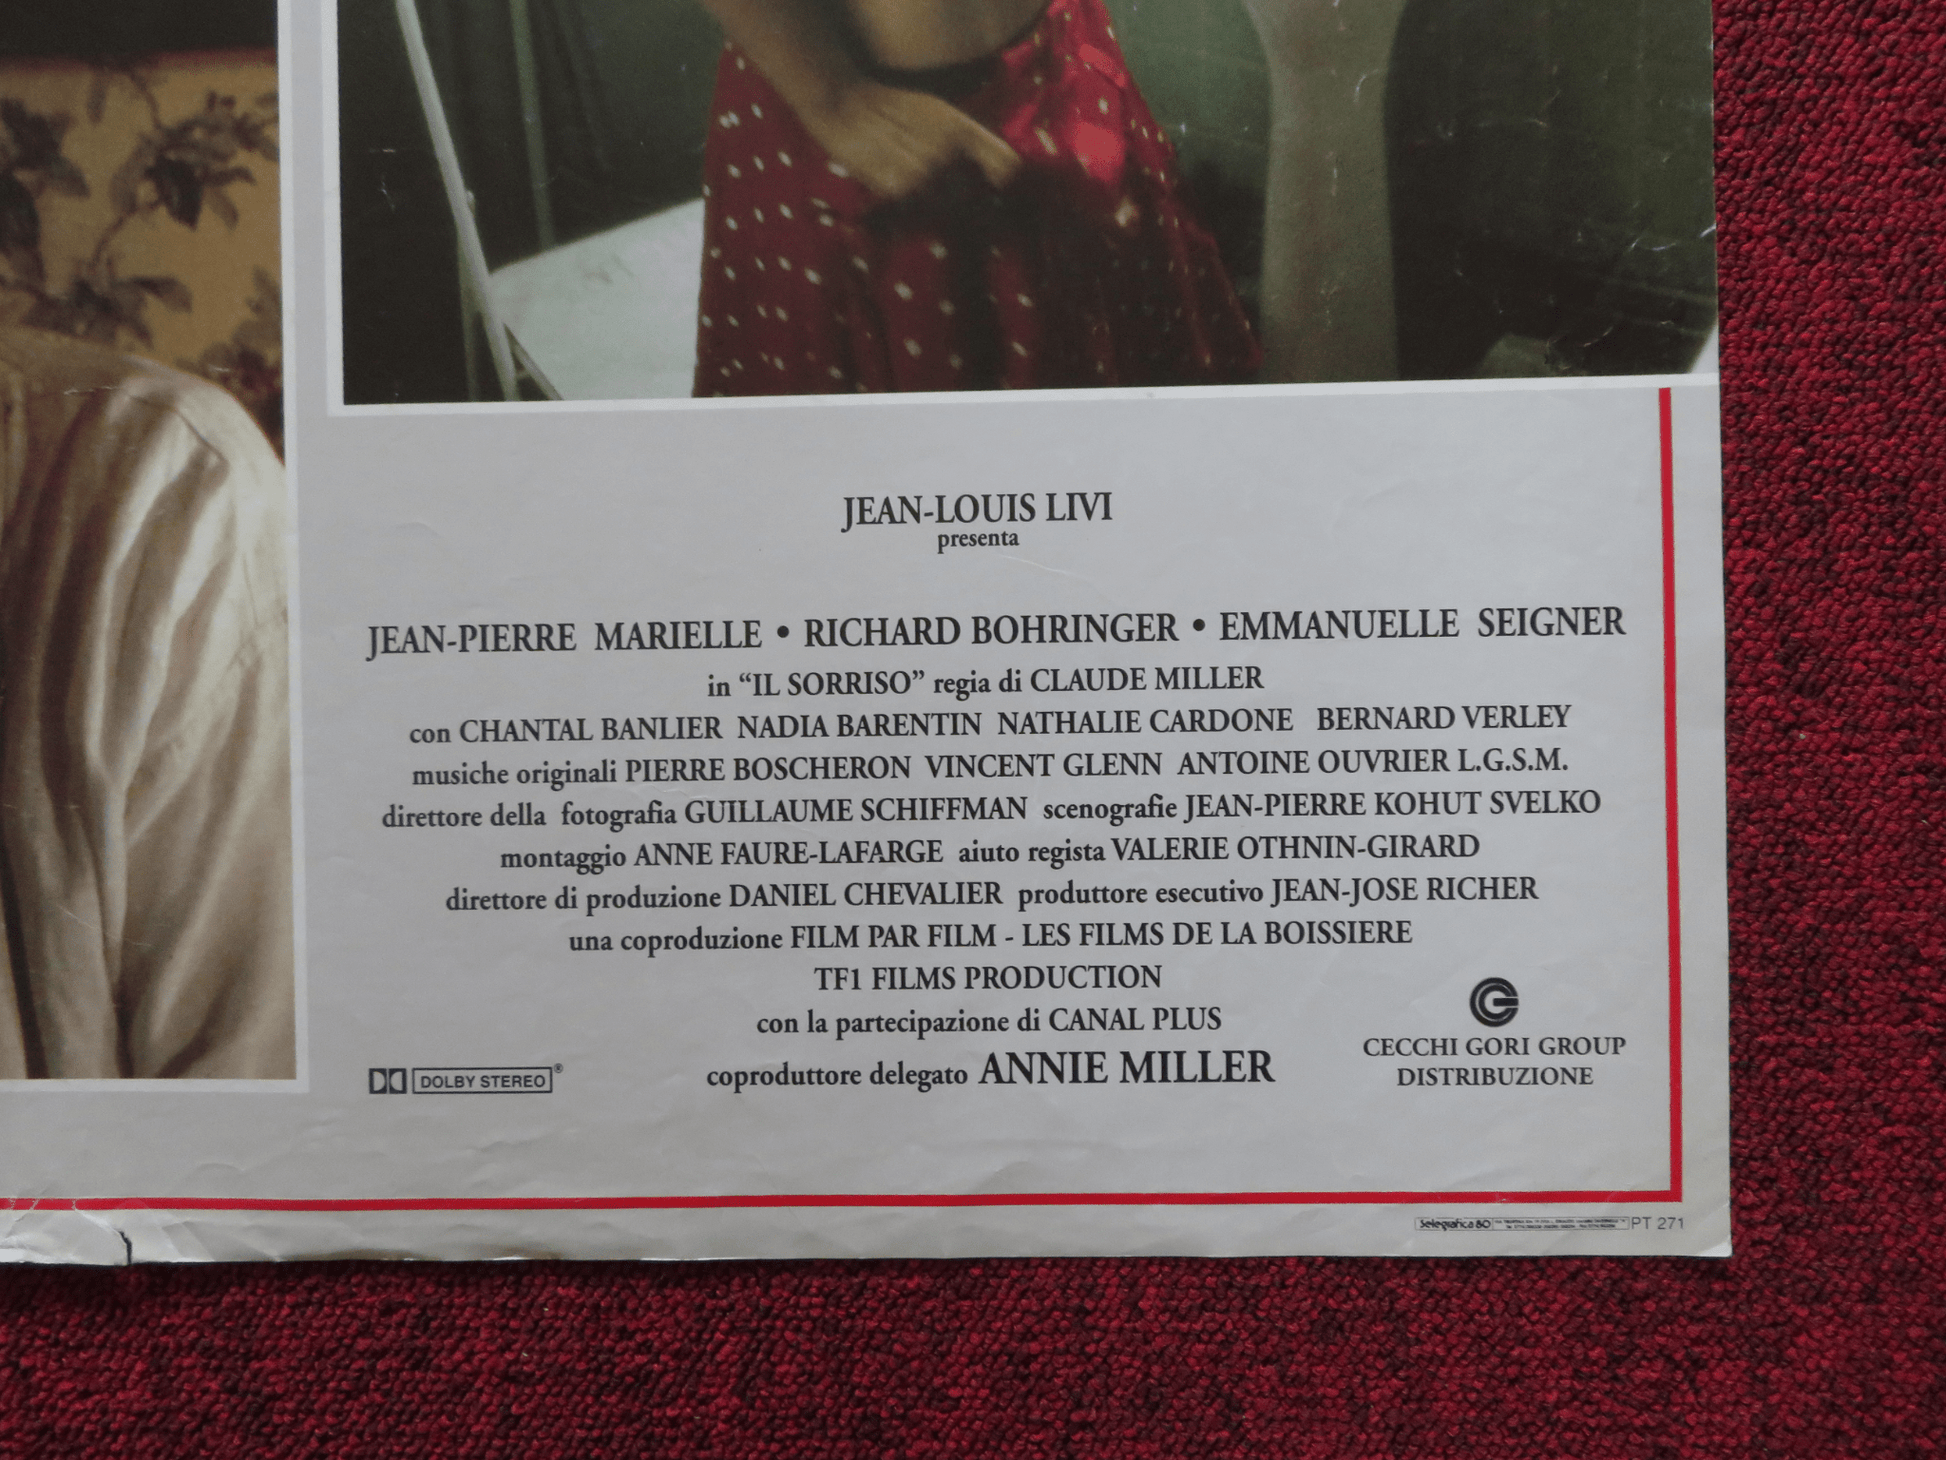 JEAN-LOUIS LIVI
presenta
JEAN-PIERRE MARIELLE • RICHARD BOHRINGER • EMMANUELLE SEIGNER
in “IL SORRISO” regia di CLAUDE MILLER
con CHANTAL BANLIER NADIA BARENTIN NATHALIE CARDONE BERNARD VERLEY
musiche originali PIERRE BOSCHERON VINCENT GLENN ANTOINE OUVRIER L.G.S.M.
direttore della fotografia GUILLAUME SCHIFFMAN scenografie JEAN-PIERRE KOHUT SVELKO
montaggio ANNE FAURE-LAFARGE aiuto regista VALERIE OTHNIN-GIRARD
direttore di produzione DANIEL CHEVALIER produttore esecutivo JEAN-JOSE RICHER
una coproduzione FILM PAR FILM - LES FILMS DE LA BOISSIERE
TF1 FILMS PRODUCTION
con la partecipazione di CANAL PLUS
coproduttore delegato ANNIE MILLER
DOLBY STEREO ®
CECCHI GORI GROUP
DISTRIBUZIONE
Selegrafica 80 PT 271